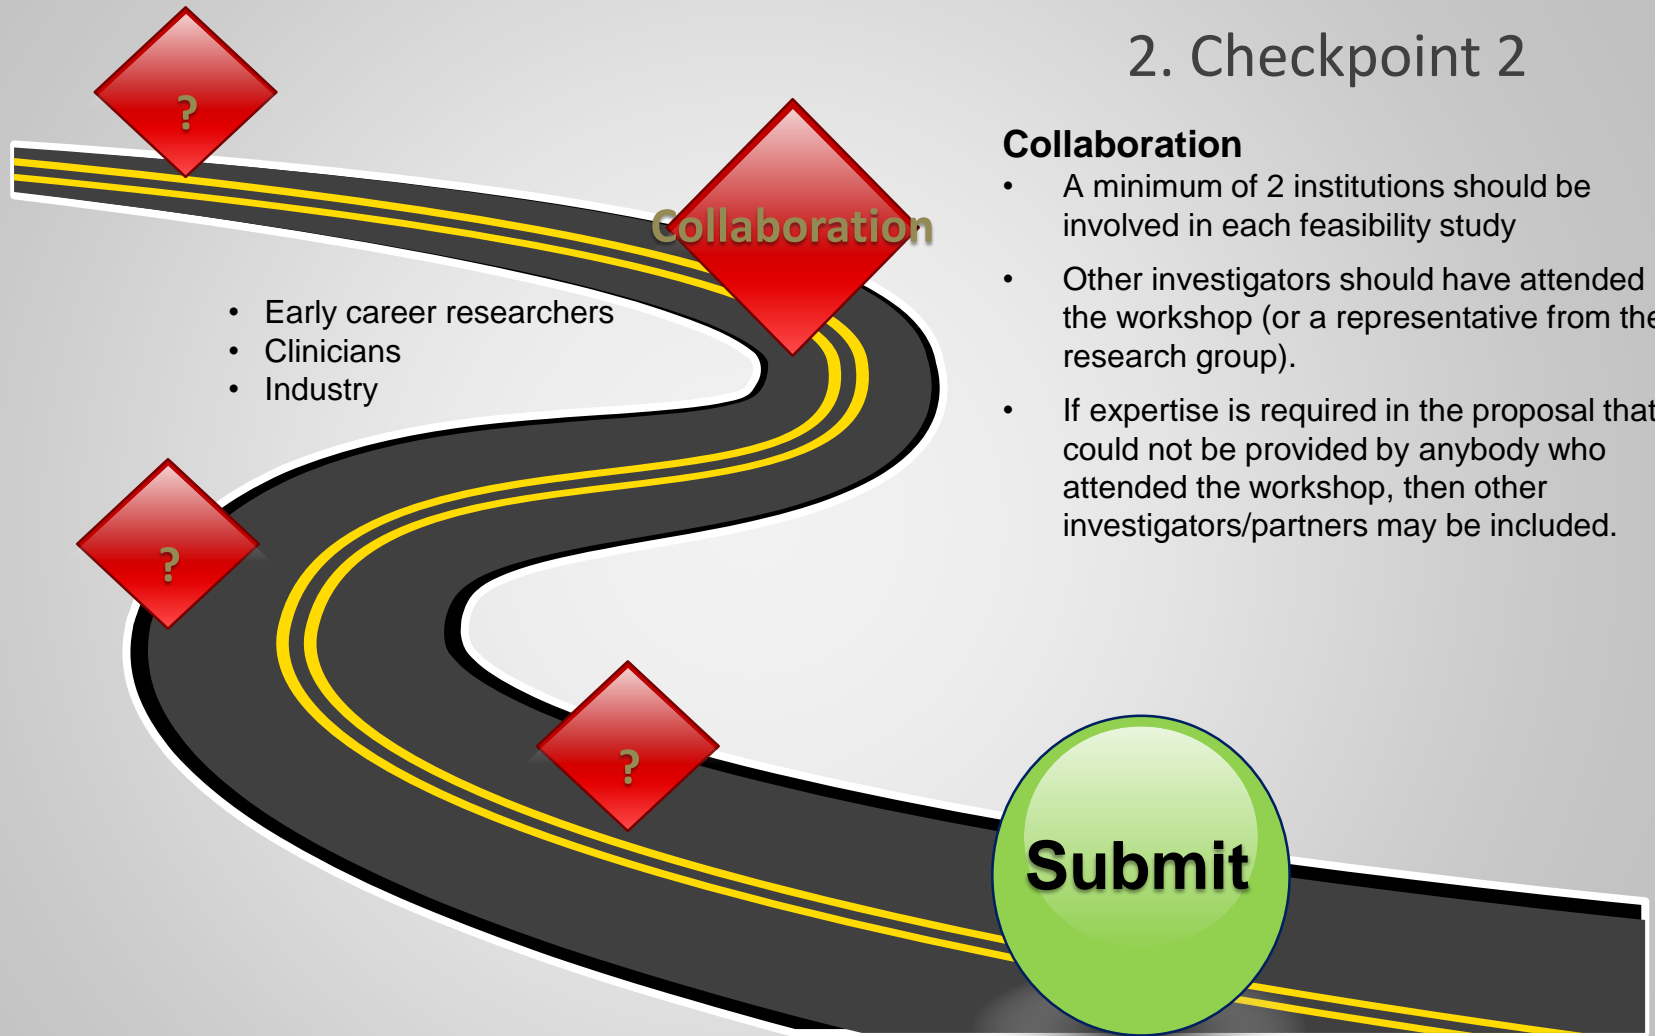 2. Checkpoint 2
?
Collaboration
Collaboration
• A minimum of 2 institutions should be
involved in each feasibility study
• Other investigators should have attended
the workshop (or a representative from the
research group).
• If expertise is required in the proposal that
could not be provided by anybody who
attended the workshop, then other
investigators/partners may be included.
• Early career researchers
• Clinicians
• Industry
?
?
Submit